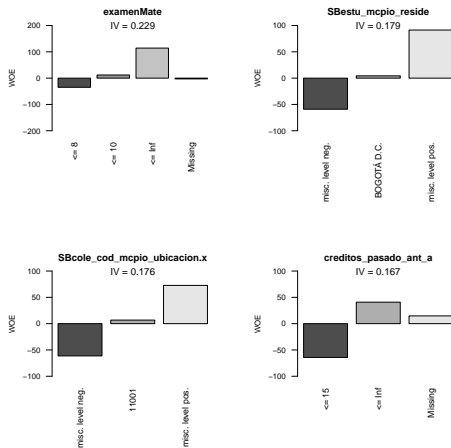 examenMate
IV = 0.229
WOE
200
100
0
−100
−200
<= 8
<= 10
<= Inf
Missing
SBestu_mcpio_reside
IV = 0.179
WOE
100
50
0
−50
−100
misc. level neg.
BOGOTÁ D.C.
misc. level pos.
SBcole_cod_mcpio_ubicacion.x
IV = 0.176
WOE
100
50
0
−50
−100
misc. level neg.
11001
misc. level pos.
creditos_pasado_ant_a
IV = 0.167
WOE
100
50
0
−50
−100
<= 15
<= Inf
Missing